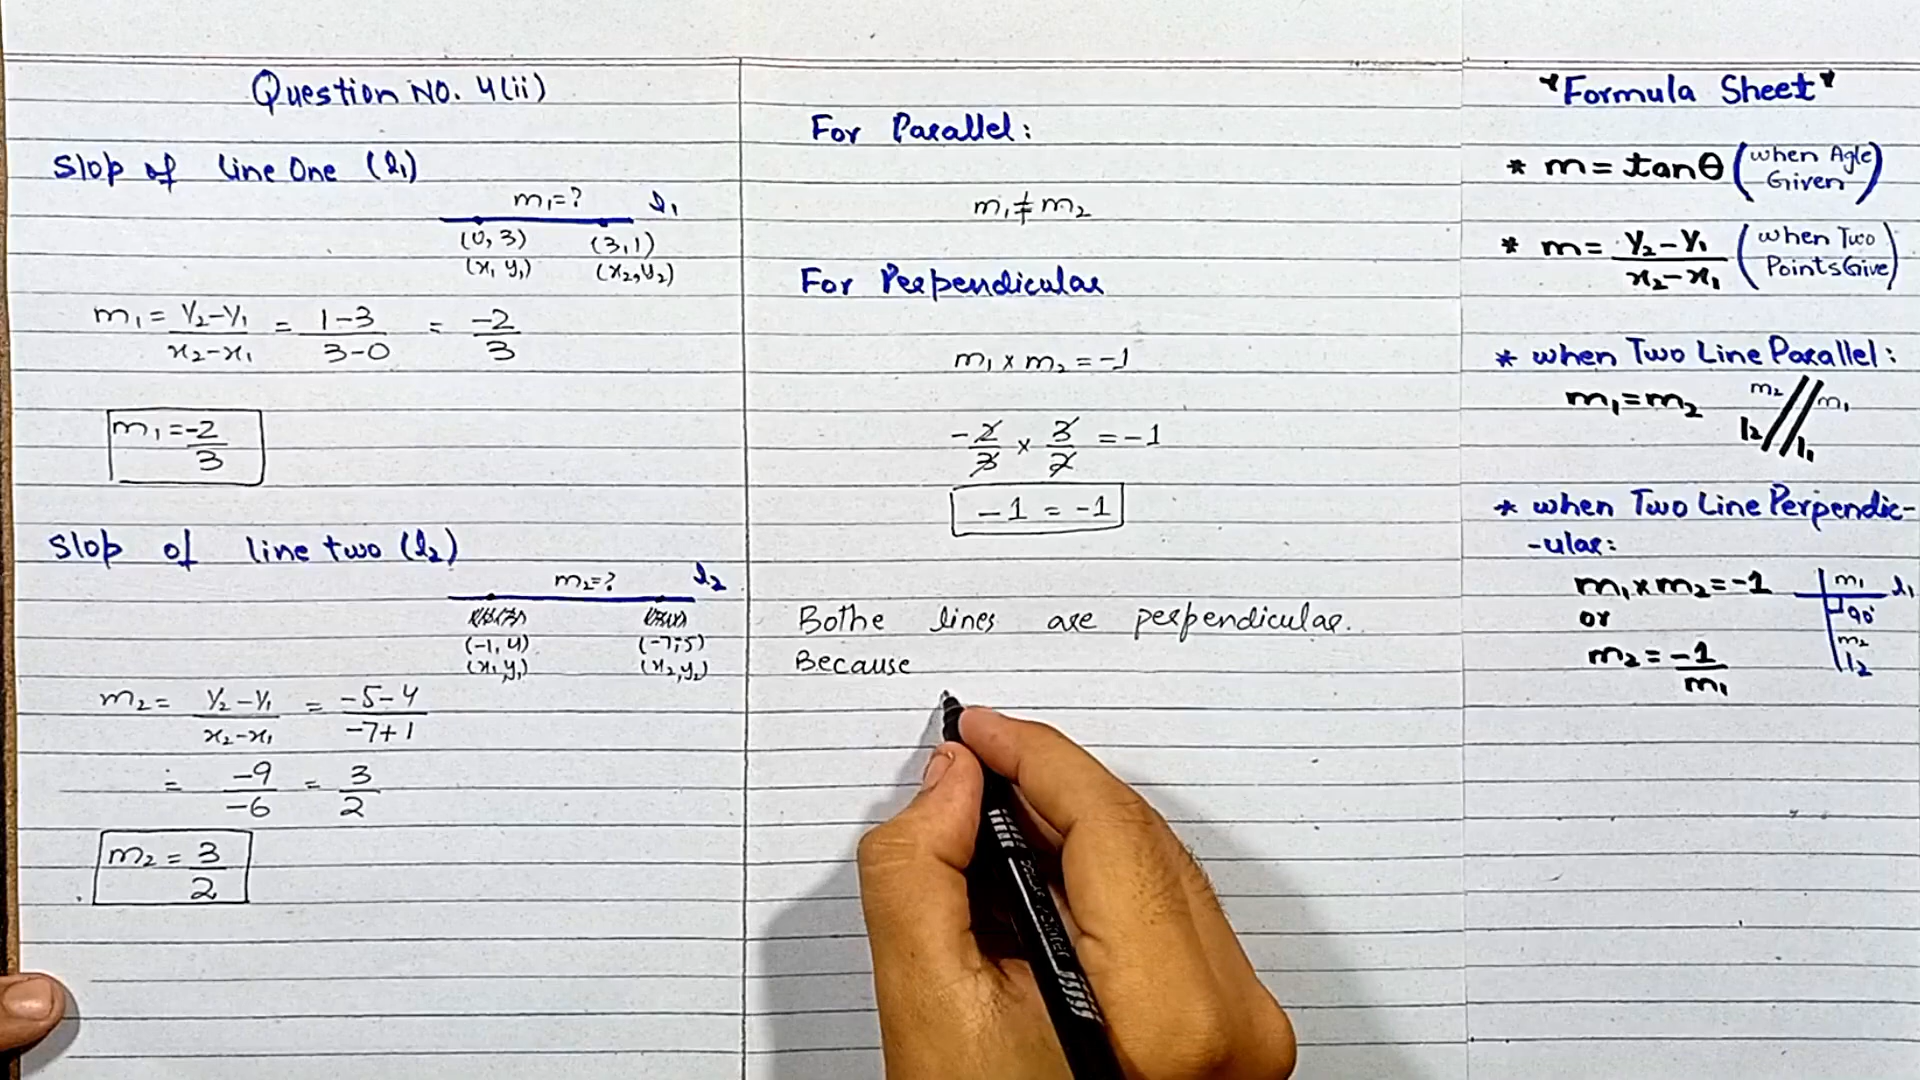 Question NO. 4(ii)
Slop of line One (l₁)
m₁=? l₁
(0, 3) (3,1)
(x₁ y₁) (x₂,y₂)
m₁ = y₂-y₁/x₂-x₁ = 1-3/3-0 = -2/3
m₁ = -2/3
Slop of line two (l₂)
m₂=? l₂
(-1, 4) (-7,-5)
(x₁,y₁) (x₂,y₂)
m₂ = y₂-y₁/x₂-x₁ = -5-4/-7+1
= -9/-6 = 3/2
m₂ = 3/2
For Parallel:
m₁≠m₂
For Perpendicular
m₁ × m₂ = -1
-2/3 × 3/2 = -1
-1 = -1
Bothe lines are perpendicular.
Because
"Formula Sheet"
* m = tanθ (when Agle Given)
* m = y₂-y₁/x₂-x₁ (when Two Points Give)
* when Two Line Parallel:
m₁=m₂ m₂ m₁
l₂ l₁
* when Two Line Perpendic-
-ular:
m₁×m₂=-1 m₁ l₁
or 90°
m₂ = -1/m₁ m₂
l₂